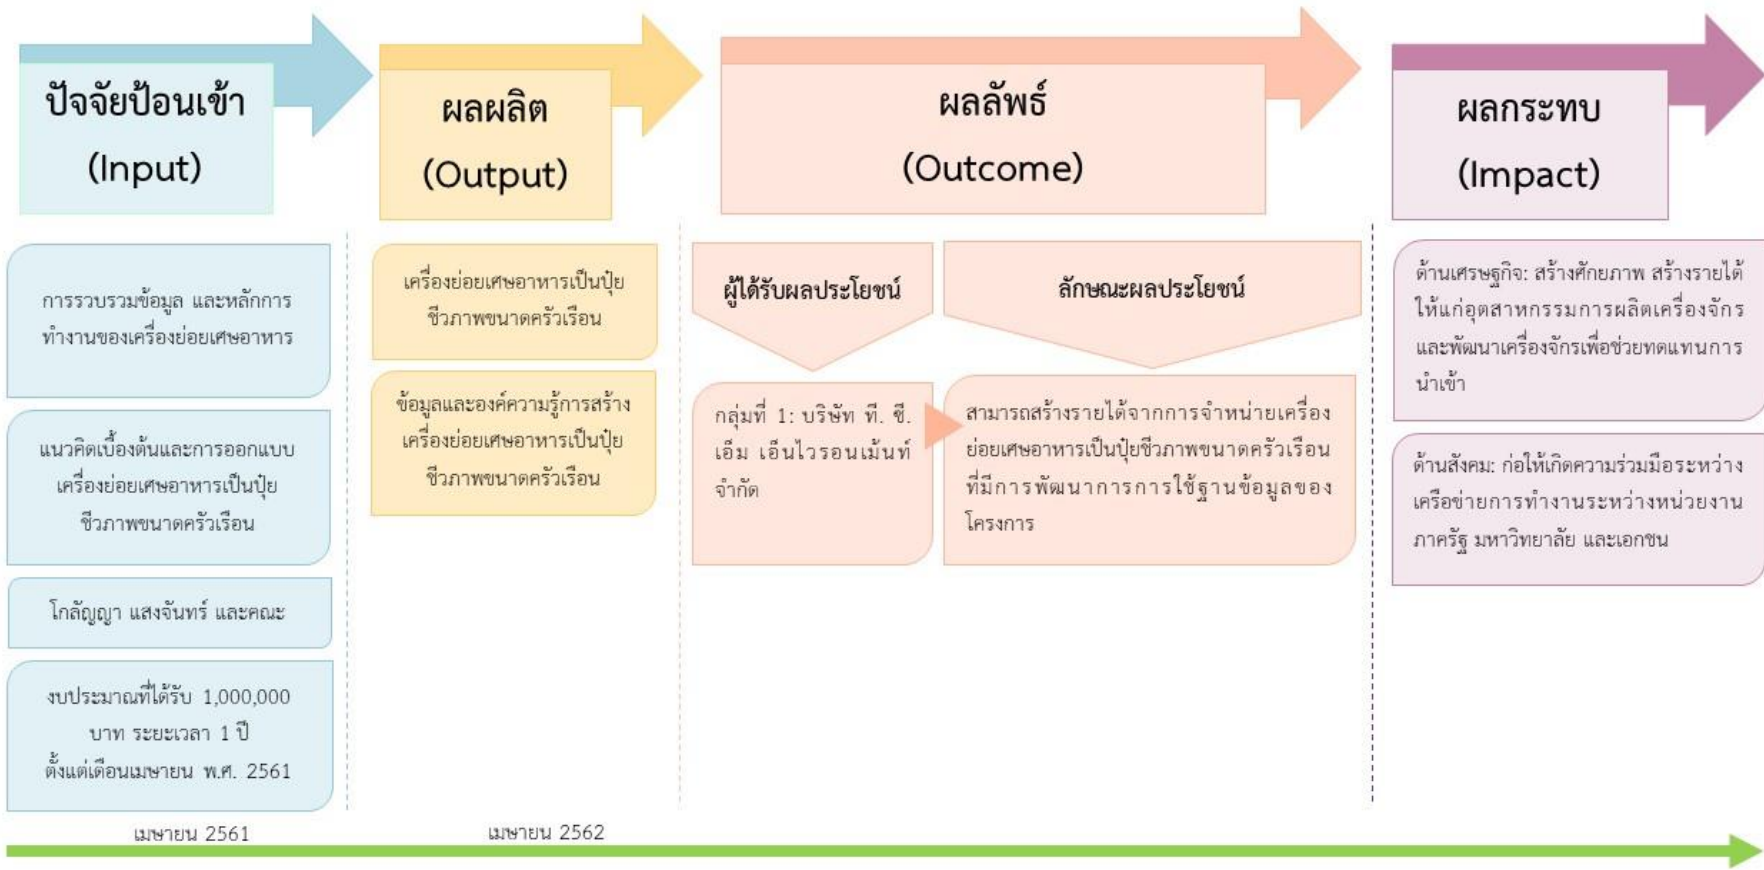 ปัจจัยป้อนเข้า
(Input)
การรวบรวมข้อมูล และหลักการ
ทำงานของเครื่องย่อยเศษอาหาร
แนวคิดเบื้องต้นและการออกแบบ
เครื่องย่อยเศษอาหารเป็นปุ๋ย
ชีวภาพขนาดครัวเรือน
โกลัญญา แสงจันทร์ และคณะ
งบประมาณที่ได้รับ 1,000,000
บาท ระยะเวลา 1 ปี
ตั้งแต่เดือนเมษายน พ.ศ. 2561
ผลผลิต
(Output)
เครื่องย่อยเศษอาหารเป็นปุ๋ย
ชีวภาพขนาดครัวเรือน
ข้อมูลและองค์ความรู้การสร้าง
เครื่องย่อยเศษอาหารเป็นปุ๋ย
ชีวภาพขนาดครัวเรือน
ผลลัพธ์
(Outcome)
ผู้ได้รับผลประโยชน์
กลุ่มที่ 1: บริษัท ที. ซี.
เอ็ม เอ็นไวรอนเม้นท์
จำกัด
ลักษณะผลประโยชน์
สามารถสร้างรายได้จากการจำหน่ายเครื่อง
ย่อยเศษอาหารเป็นปุ๋ยชีวภาพขนาดครัวเรือน
ที่มีการพัฒนาการการใช้ฐานข้อมูลของ
โครงการ
ผลกระทบ
(Impact)
ด้านเศรษฐกิจ: สร้างศักยภาพ สร้างรายได้
ให้แก่อุตสาหกรรมการผลิตเครื่องจักร
และพัฒนาเครื่องจักรเพื่อช่วยทดแทนการ
นำเข้า
ด้านสังคม: ก่อให้เกิดความร่วมมือระหว่าง
เครือข่ายการทำงานระหว่างหน่วยงาน
ภาครัฐ มหาวิทยาลัย และเอกชน
เมษายน 2561
เมษายน 2562